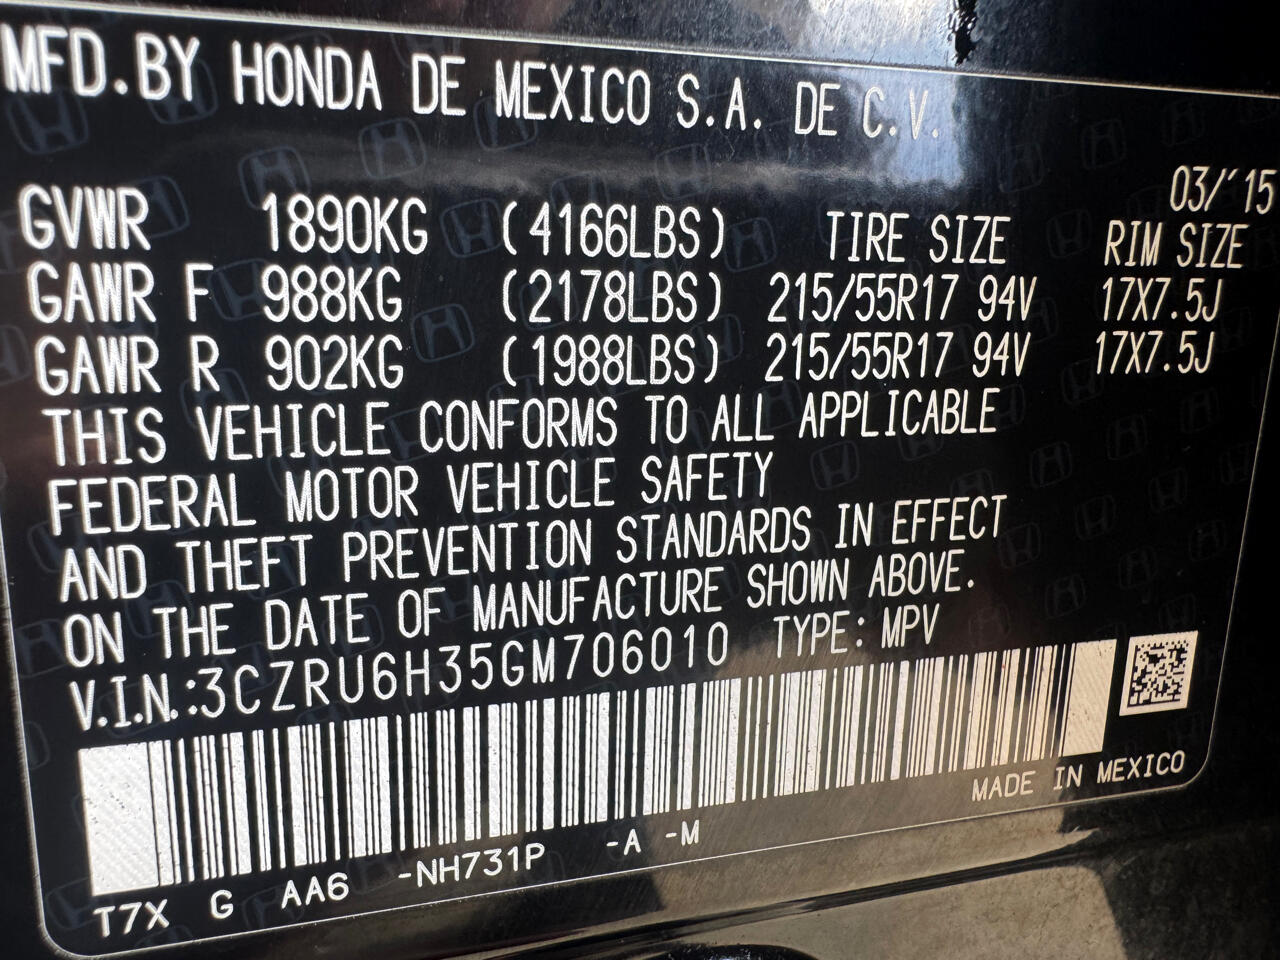 MFD.BY HONDA DE MEXICO S.A. DE C.V.
03/"15
GVWR 1890KG (4166LBS) TIRE SIZE RIM SIZE
GAWR F 988KG (2178LBS) 215/55R17 94V 17X7.5J
GAWR R 902KG (1988LBS) 215/55R17 94V 17X7.5J
THIS VEHICLE CONFORMS TO ALL APPLICABLE
FEDERAL MOTOR VEHICLE SAFETY
AND THEFT PREVENTION STANDARDS IN EFFECT
ON THE DATE OF MANUFACTURE SHOWN ABOVE.
V.I.N.:3CZRU6H35GM706010 TYPE: MPV
MADE IN MEXICO
T7X G AA6 -NH731P -A -M